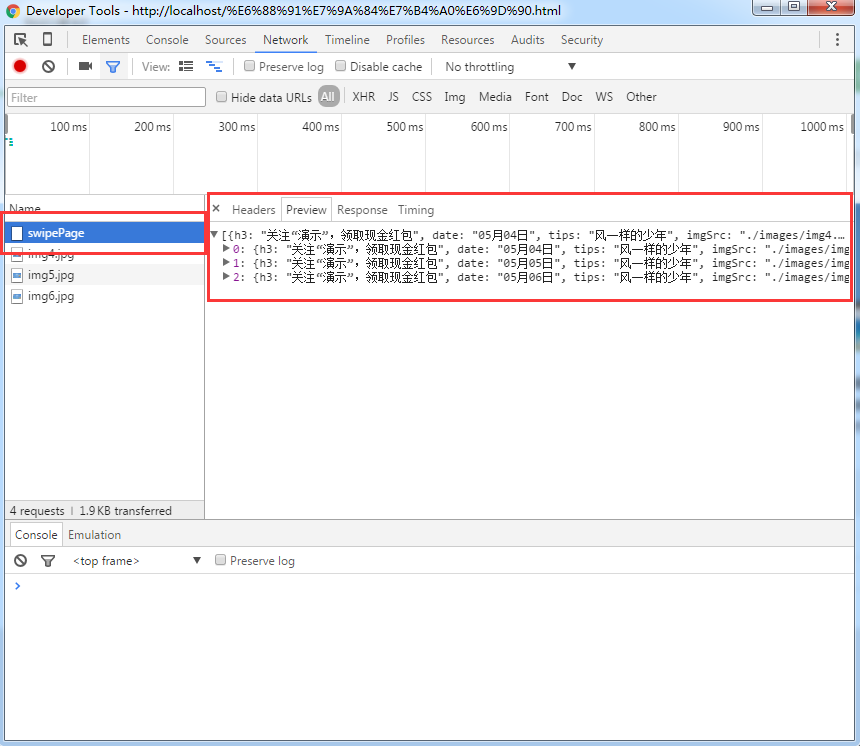 Developer Tools - http://localhost/%E6%88%91%E7%9A%84%E7%B4%A0%E6%9D%90.html
Elements Console Sources Network Timeline Profiles Resources Audits Security
View: Preserve log Disable cache No throttling
Filter Hide data URLs All XHR JS CSS Img Media Font Doc WS Other
100 ms 200 ms 300 ms 400 ms 500 ms 600 ms 700 ms 800 ms 900 ms 1000 ms
Name
× Headers Preview Response Timing
swipePage
img4.jpg
img5.jpg
img6.jpg
[{h3: "关注“演示”，领取现金红包", date: "05月04日", tips: "风一样的少年", imgSrc: "./images/img4.…
0: {h3: "关注“演示”，领取现金红包", date: "05月04日", tips: "风一样的少年", imgSrc: "./images/img
1: {h3: "关注“演示”，领取现金红包", date: "05月05日", tips: "风一样的少年", imgSrc: "./images/img
2: {h3: "关注“演示”，领取现金红包", date: "05月06日", tips: "风一样的少年", imgSrc: "./images/img
4 requests | 1.9 KB transferred
Console Emulation
<top frame> Preserve log
>